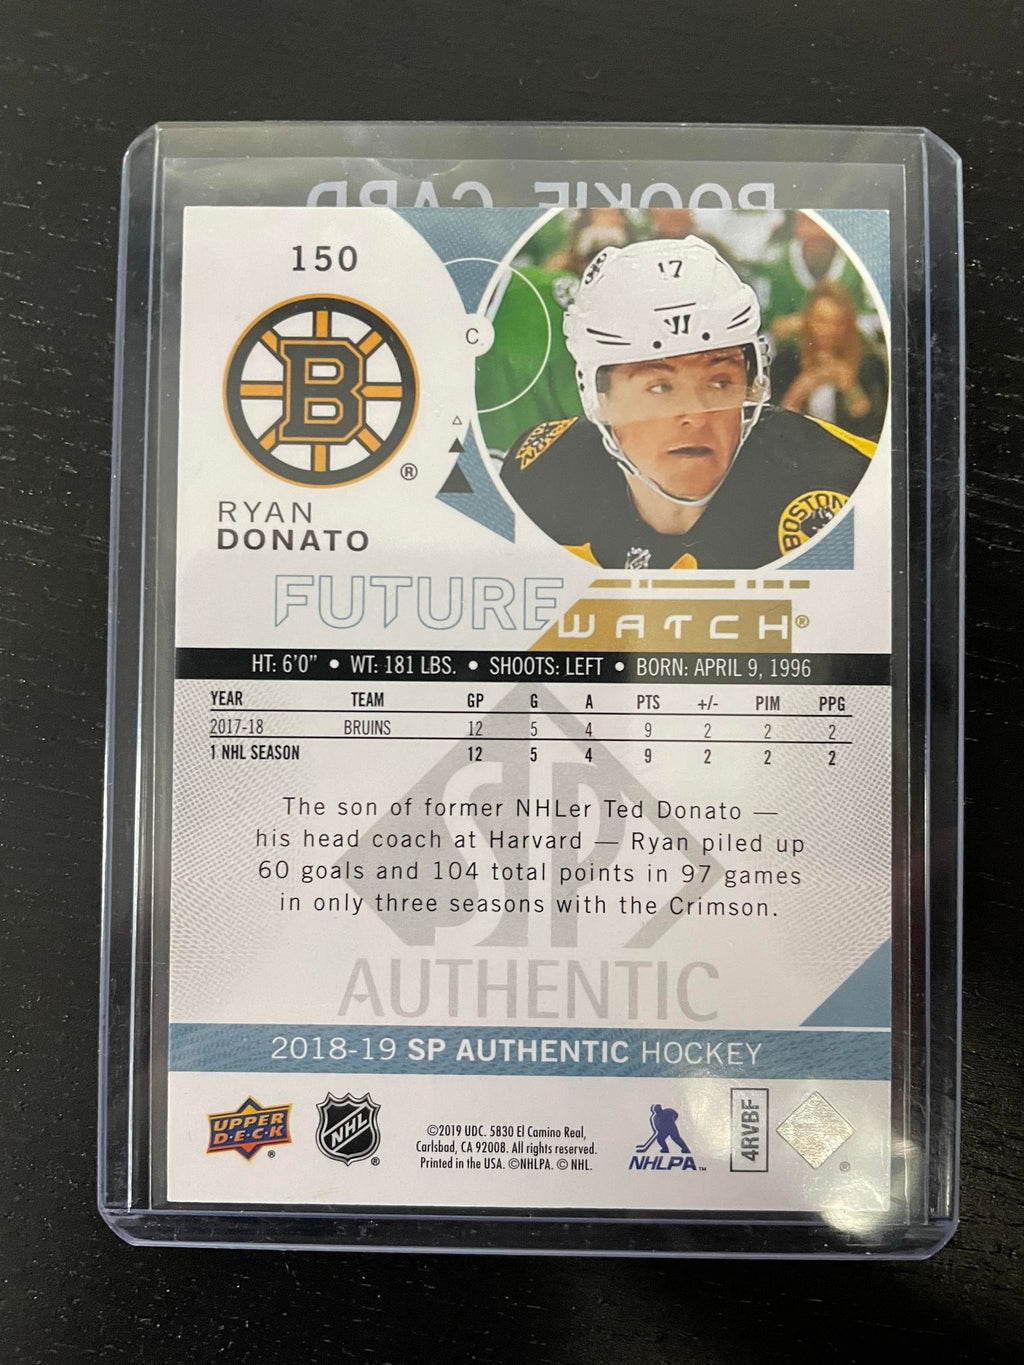 ROOKIE CARD
150
17
C
B
®
BOSTON
RYAN
DONATO
FUTURE
WATCH®
HT: 6'0" • WT: 181 LBS. • SHOOTS: LEFT • BORN: APRIL 9, 1996
YEAR TEAM GP G A PTS +/- PIM PPG
2017-18 BRUINS 12 5 4 9 2 2 2
1 NHL SEASON 12 5 4 9 2 2 2
The son of former NHLer Ted Donato —
his head coach at Harvard — Ryan piled up
60 goals and 104 total points in 97 games
in only three seasons with the Crimson.
SP
AUTHENTIC
2018-19 SP AUTHENTIC HOCKEY
UPPER
DECK®
NHL®
©2019 UDC. 5830 El Camino Real,
Carlsbad, CA 92008. All rights reserved.
Printed in the USA. ©NHLPA. © NHL.
NHLPA™
4RVBF
®